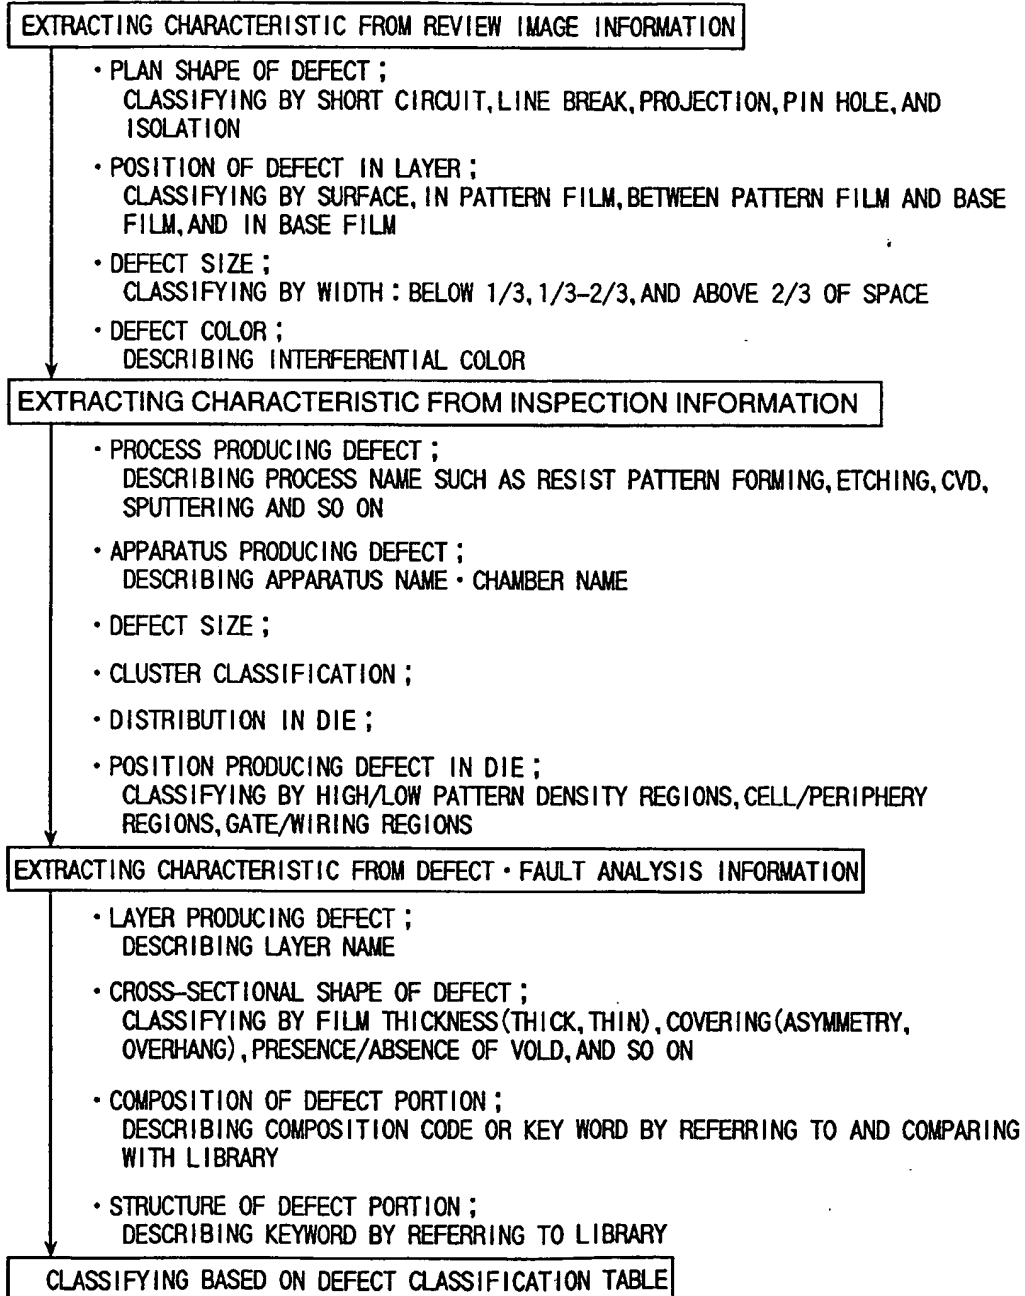 EXTRACTING CHARACTERISTIC FROM REVIEW IMAGE INFORMATION
・PLAN SHAPE OF DEFECT;
CLASSIFYING BY SHORT CIRCUIT, LINE BREAK, PROJECTION, PIN HOLE, AND
ISOLATION
・POSITION OF DEFECT IN LAYER;
CLASSIFYING BY SURFACE, IN PATTERN FILM, BETWEEN PATTERN FILM AND BASE
FILM, AND IN BASE FILM
・DEFECT SIZE;
CLASSIFYING BY WIDTH: BELOW 1/3, 1/3-2/3, AND ABOVE 2/3 OF SPACE
・DEFECT COLOR;
DESCRIBING INTERFERENTIAL COLOR
EXTRACTING CHARACTERISTIC FROM INSPECTION INFORMATION
・PROCESS PRODUCING DEFECT;
DESCRIBING PROCESS NAME SUCH AS RESIST PATTERN FORMING, ETCHING, CVD,
SPUTTERING AND SO ON
・APPARATUS PRODUCING DEFECT;
DESCRIBING APPARATUS NAME・CHAMBER NAME
・DEFECT SIZE;
・CLUSTER CLASSIFICATION;
・DISTRIBUTION IN DIE;
・POSITION PRODUCING DEFECT IN DIE;
CLASSIFYING BY HIGH/LOW PATTERN DENSITY REGIONS, CELL/PERIPHERY
REGIONS, GATE/WIRING REGIONS
EXTRACTING CHARACTERISTIC FROM DEFECT・FAULT ANALYSIS INFORMATION
・LAYER PRODUCING DEFECT;
DESCRIBING LAYER NAME
・CROSS-SECTIONAL SHAPE OF DEFECT;
CLASSIFYING BY FILM THICKNESS(THICK, THIN), COVERING(ASYMMETRY,
OVERHANG), PRESENCE/ABSENCE OF VOLD, AND SO ON
・COMPOSITION OF DEFECT PORTION;
DESCRIBING COMPOSITION CODE OR KEY WORD BY REFERRING TO AND COMPARING
WITH LIBRARY
・STRUCTURE OF DEFECT PORTION;
DESCRIBING KEYWORD BY REFERRING TO LIBRARY
CLASSIFYING BASED ON DEFECT CLASSIFICATION TABLE